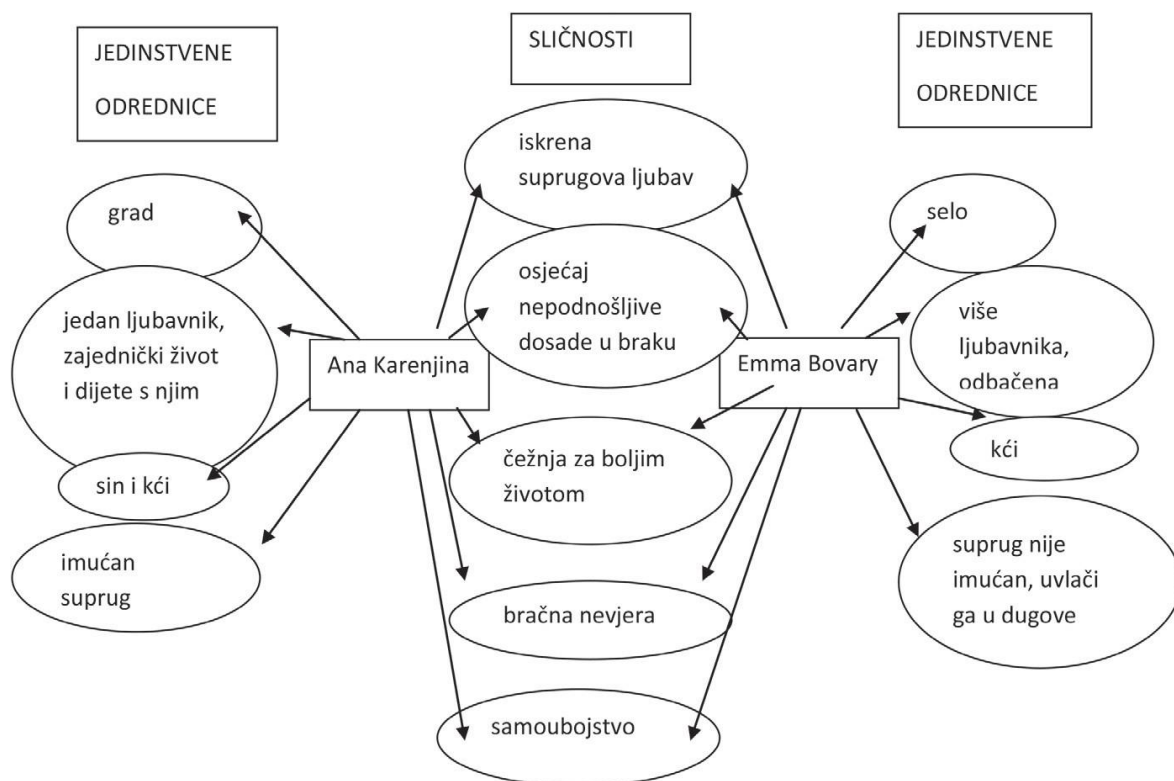 JEDINSTVENE
ODREDNICE
SLIČNOSTI
JEDINSTVENE
ODREDNICE
iskrena
suprugova ljubav
grad
selo
osjećaj
nepodnošljive
dosade u braku
jedan ljubavnik,
zajednički život
i dijete s njim
više
ljubavnika,
odbačena
Ana Karenjina
Emma Bovary
čežnja za boljim
životom
sin i kći
kći
imućan
suprug
suprug nije
imućan, uvlači
ga u dugove
bračna nevjera
samoubojstvo